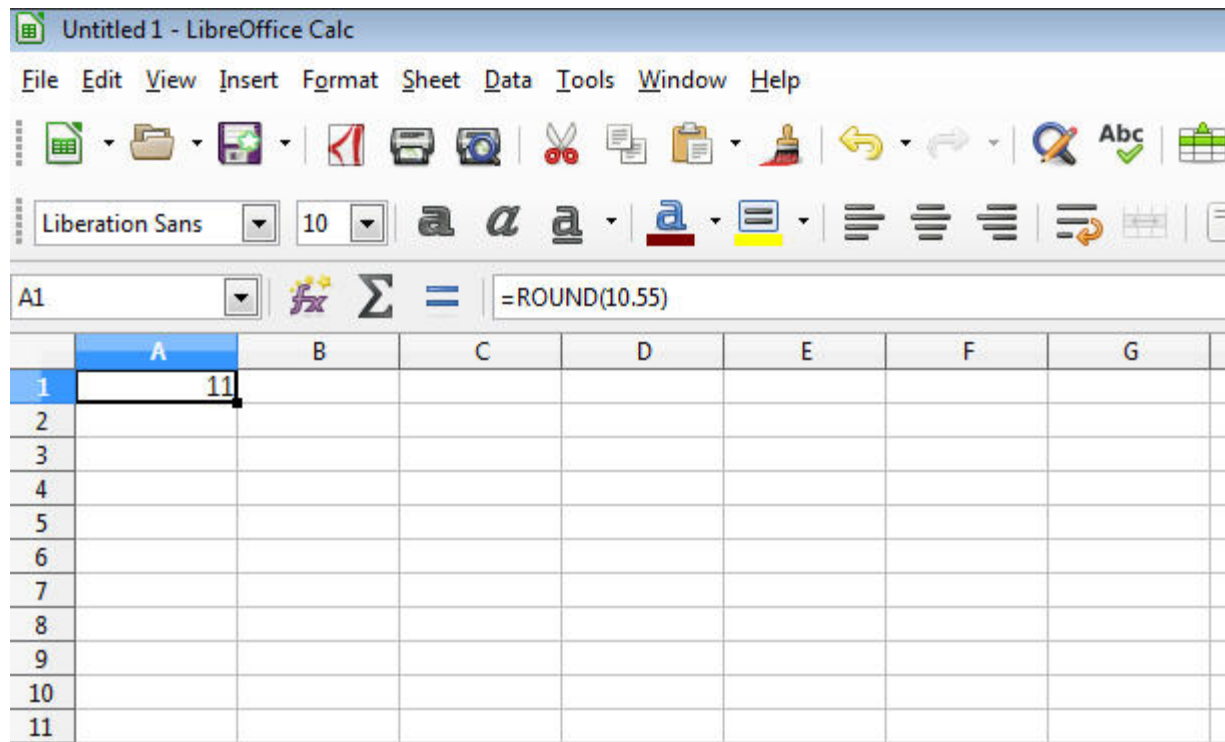 Untitled 1 - LibreOffice Calc
File Edit View Insert Format Sheet Data Tools Window Help
Abc
Liberation Sans 10 a a a a
A1 fx Σ = =ROUND(10.55)
A B C D E F G
1 11
2
3
4
5
6
7
8
9
10
11